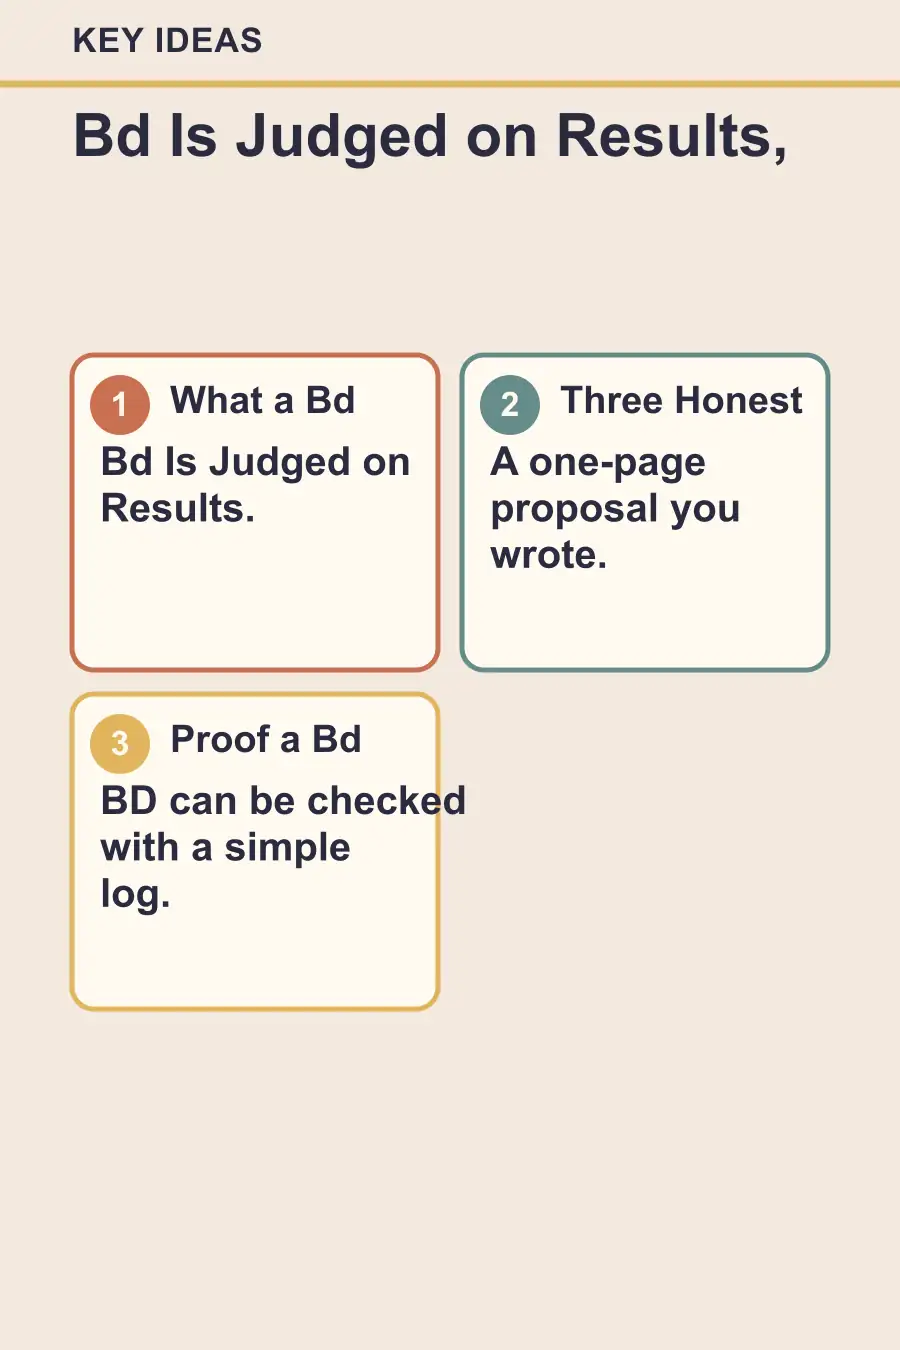 KEY IDEAS
Bd Is Judged on Results,
1 What a Bd
Bd Is Judged on
Results.
2 Three Honest
A one-page
proposal you
wrote.
3 Proof a Bd
BD can be checked
with a simple
log.